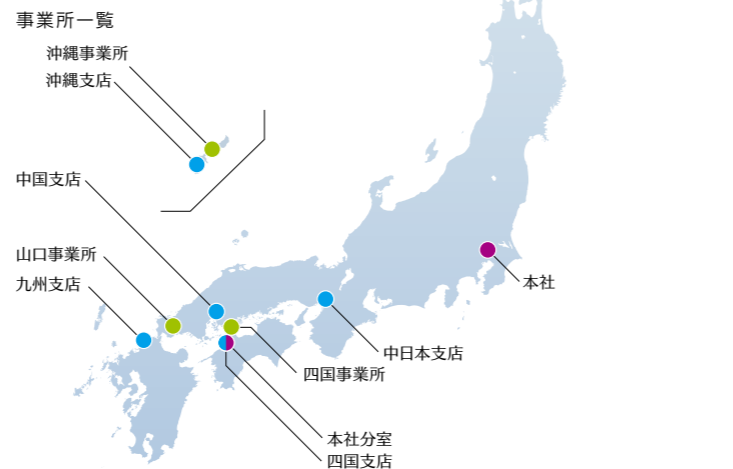 事業所一覧
沖縄事業所
沖縄支店
中国支店
山口事業所
九州支店
本社
中日本支店
四国事業所
本社分室
四国支店